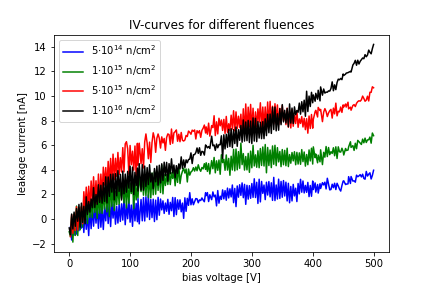 IV-curves for different fluences
14
12
10
8
6
4
2
0
−2
leakage current [nA]
5·10¹⁴ n/cm²
1·10¹⁵ n/cm²
5·10¹⁵ n/cm²
1·10¹⁶ n/cm²
0 100 200 300 400 500
bias voltage [V]